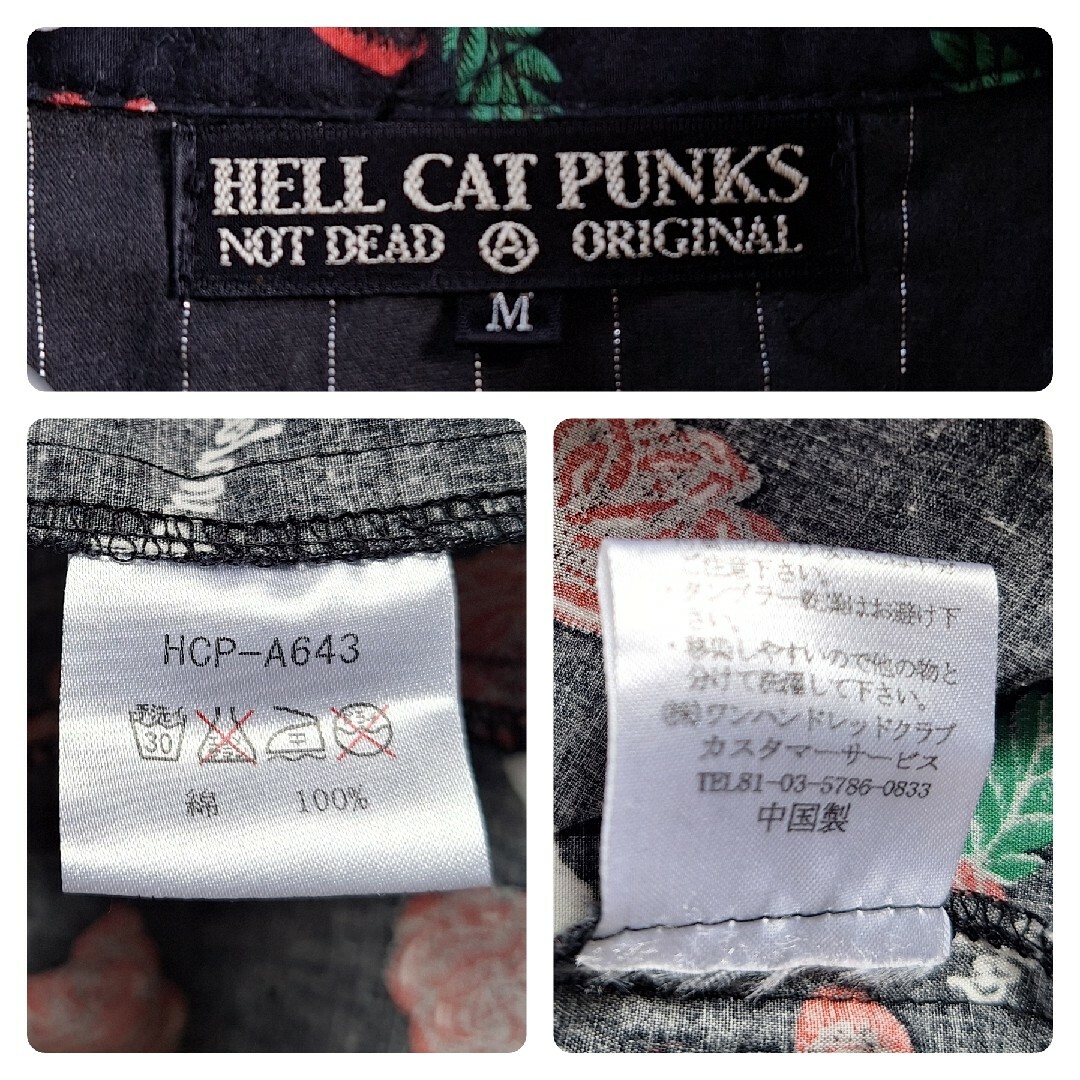 HELL CAT PUNKS
NOT DEAD Ⓐ ORIGINAL
M
HCP-A643
30
中
綿 100%
ご注意下さい。
・タンブラー乾燥はお避け下
さい。
・移染しやすいので他の物と
分けて洗濯して下さい。
(株)ワンハンドレッドクラブ
カスタマーサービス
TEL81-03-5786-0833
中国製